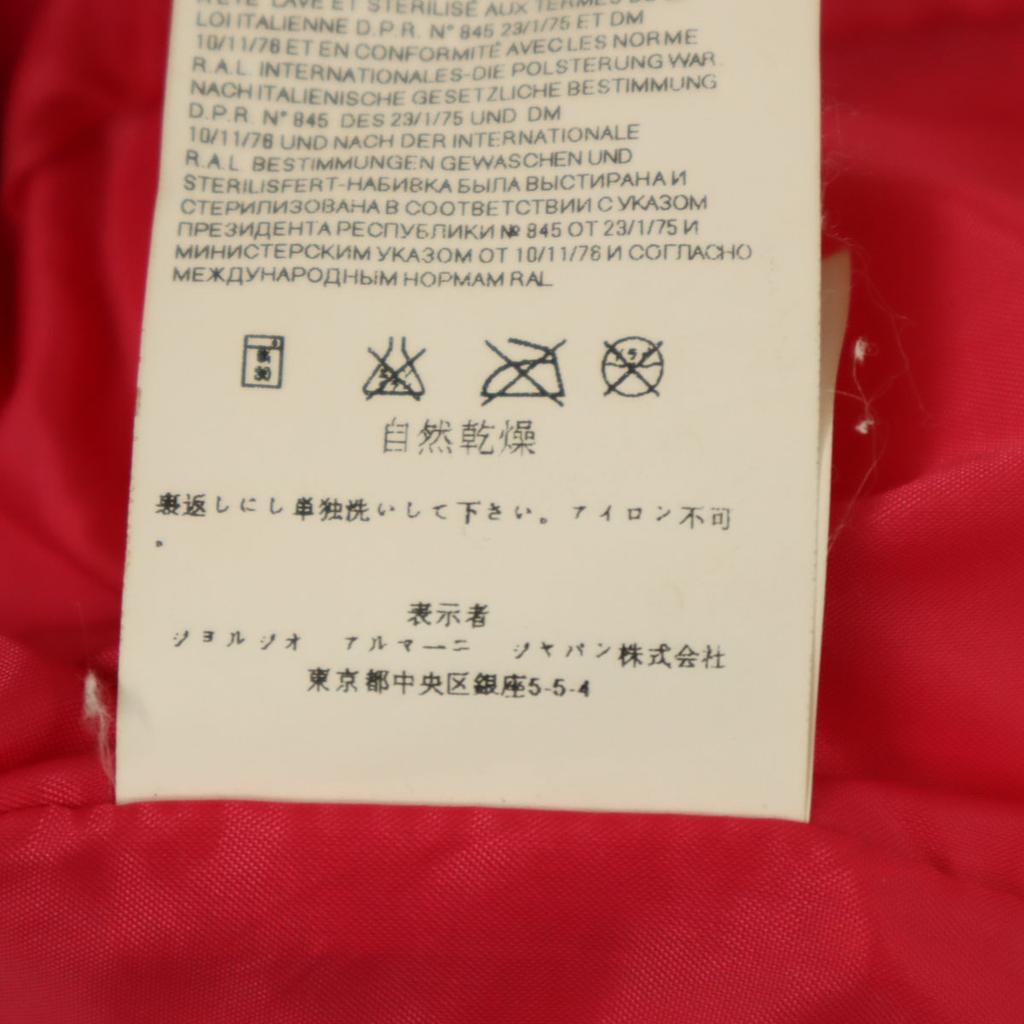 LAVE ET STERILISÉ AUX TERMES
LOI ITALIENNE D.P.R. N° 845 23/1/75 ET DM
10/11/76 ET EN CONFORMITÉ AVEC LES NORME
R.A.L. INTERNATIONALES-DIE POLSTERUNG WAR
NACH ITALIENISCHE GESETZLICHE BESTIMMUNG
D.P.R. N° 845 DES 23/1/75 UND DM
10/11/76 UND NACH DER INTERNATIONALE
R.A.L. BESTIMMUNGEN GEWASCHEN UND
STERILISFERT-НАБИВКА БЫЛА ВЫСТИРАНА И
СТЕРИЛИЗОВАНА В СООТВЕТСТВИИ С УКАЗОМ
ПРЕЗИДЕНТА РЕСПУБЛИКИ № 845 ОТ 23/1/75 И
МИНИСТЕРСКИМ УКАЗОМ ОТ 10/11/76 И СОГЛАСНО
МЕЖДУНАРОДНЫМ НОРМАМ RAL
30
自然乾燥
裏返しにし単独洗いして下さい。アイロン不可
。
表示者
ジョルジオ アルマーニ ジャパン株式会社
東京都中央区銀座5-5-4